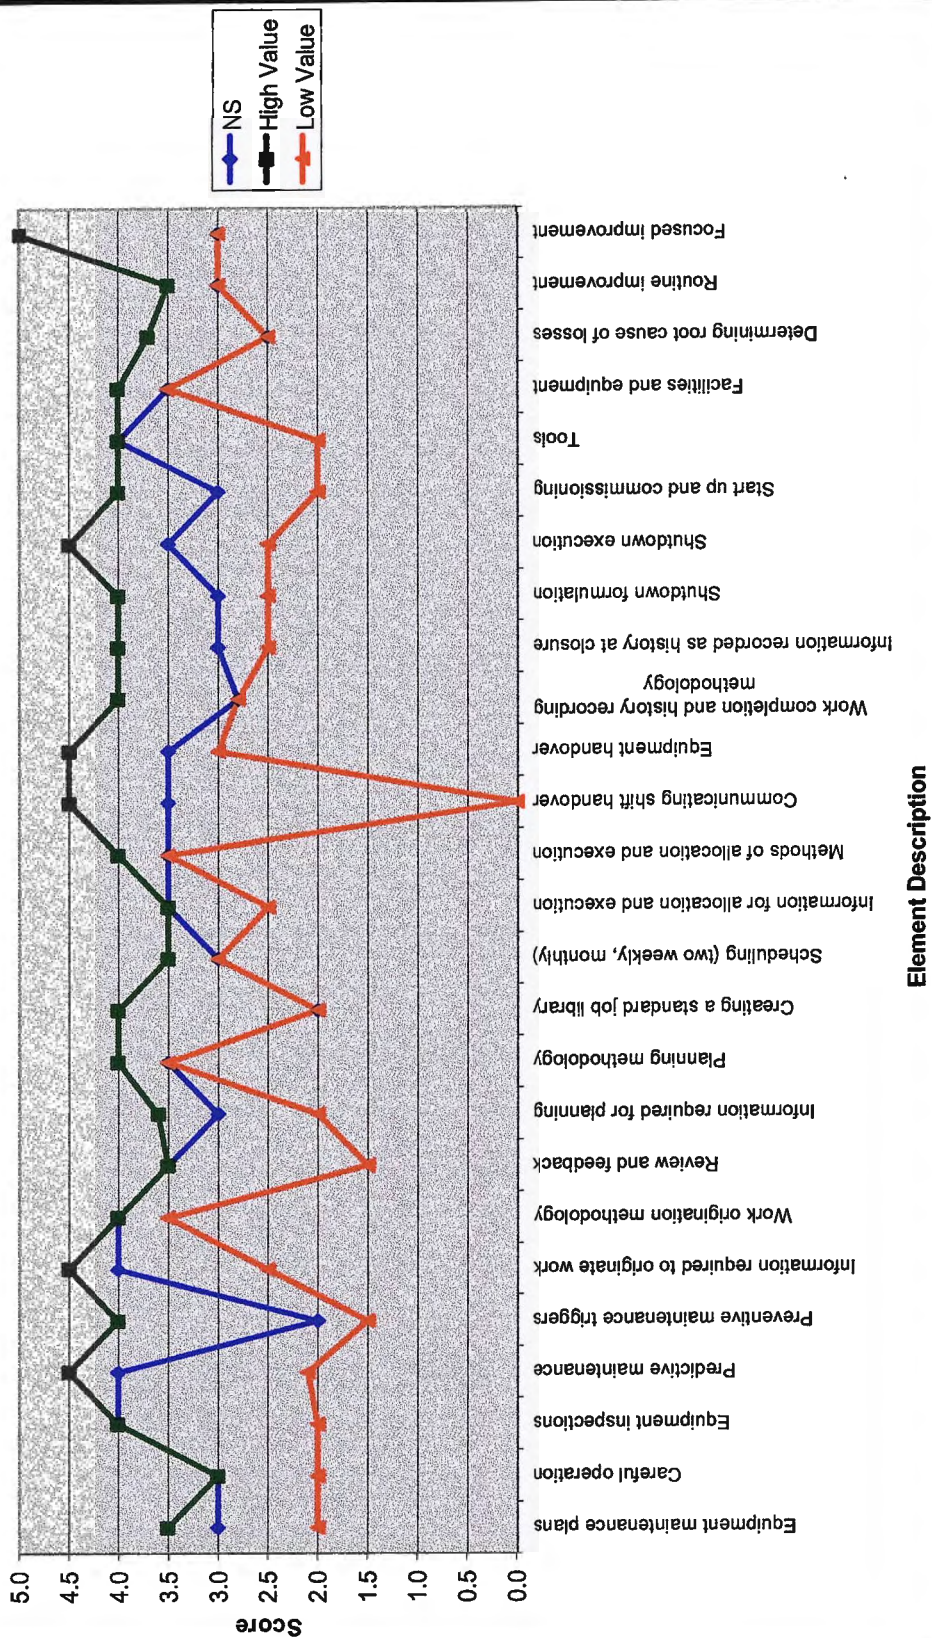 NS
High Value
Low Value
5.0
4.5
4.0
3.5
3.0
2.5
2.0
1.5
1.0
0.5
0.0
Score
Equipment maintenance plans
Careful operation
Equipment inspections
Predictive maintenance
Preventive maintenance triggers
Information required to originate work
Work origination methodology
Review and feedback
Information required for planning
Planning methodology
Creating a standard job library
Scheduling (two weekly, monthly)
Information for allocation and execution
Methods of allocation and execution
Communicating shift handover
Equipment handover
Work completion and history recording
methodology
Information recorded as history at closure
Shutdown formulation
Shutdown execution
Start up and commissioning
Tools
Facilities and equipment
Determining root cause of losses
Routine improvement
Focused improvement
Element Description